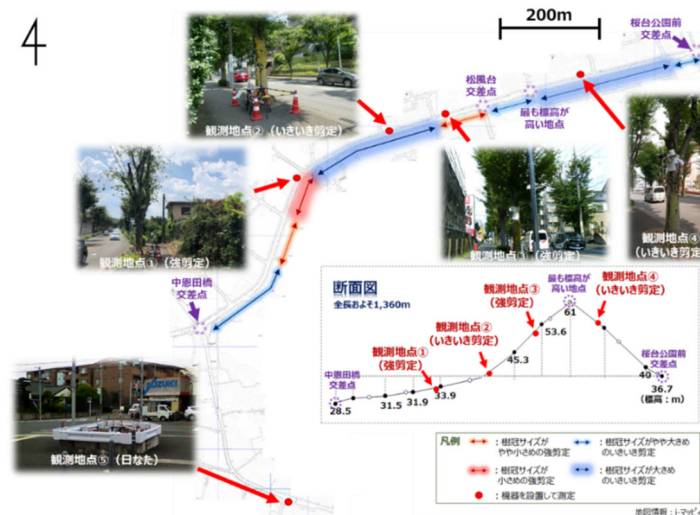 4
200m
桜台公園前
交差点
松風台
交差点
最も標高が
高い地点
観測地点②（いきいき剪定）
観測地点①（強剪定）
観測地点③（強剪定）
観測地点④
（いきいき剪定）
中恩田橋
交差点
観測地点⑤（日なた）
断面図
全長およそ1,360m
最も標高が
高い地点
61
観測地点④
（いきいき剪定）
観測地点③
（強剪定）
53.6
観測地点②
（いきいき剪定）
45.3
観測地点①
（強剪定）
中恩田橋
交差点
28.5
31.5
31.9
33.9
桜台公園前
交差点
40
36.7
（標高：m）
凡例
：樹冠サイズが
やや小さめの強剪定
：樹冠サイズがやや大きめ
のいきいき剪定
：樹冠サイズが
小さめの強剪定
：樹冠サイズが大きめ
のいきいき剪定
：機器を設置して測定
SUZUKI